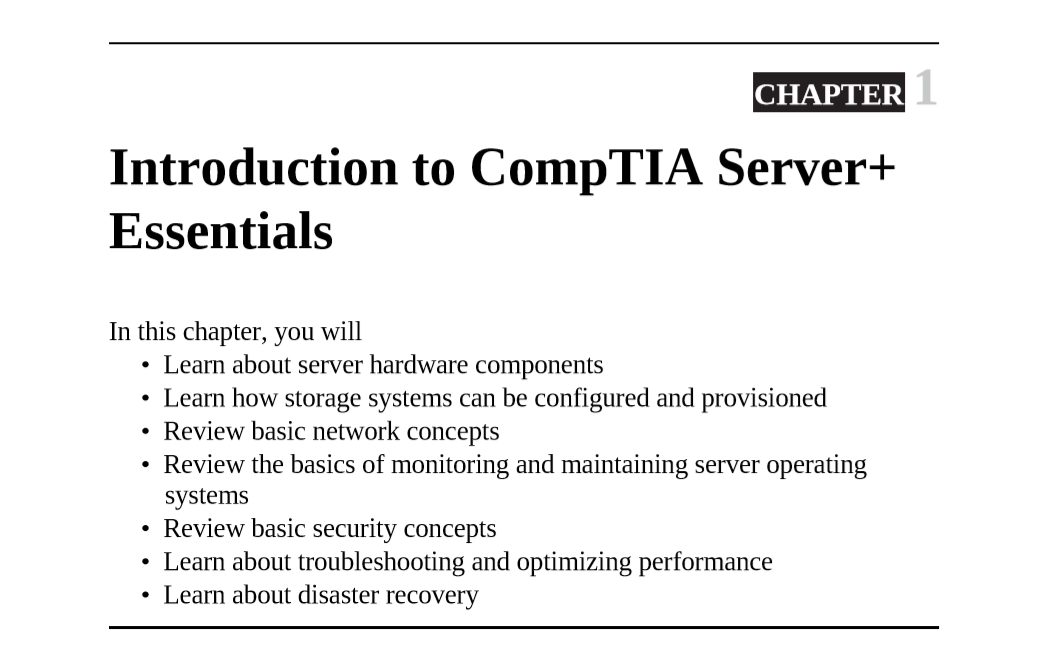 CHAPTER 1
Introduction to CompTIA Server+
Essentials
In this chapter, you will
• Learn about server hardware components
• Learn how storage systems can be configured and provisioned
• Review basic network concepts
• Review the basics of monitoring and maintaining server operating
systems
• Review basic security concepts
• Learn about troubleshooting and optimizing performance
• Learn about disaster recovery